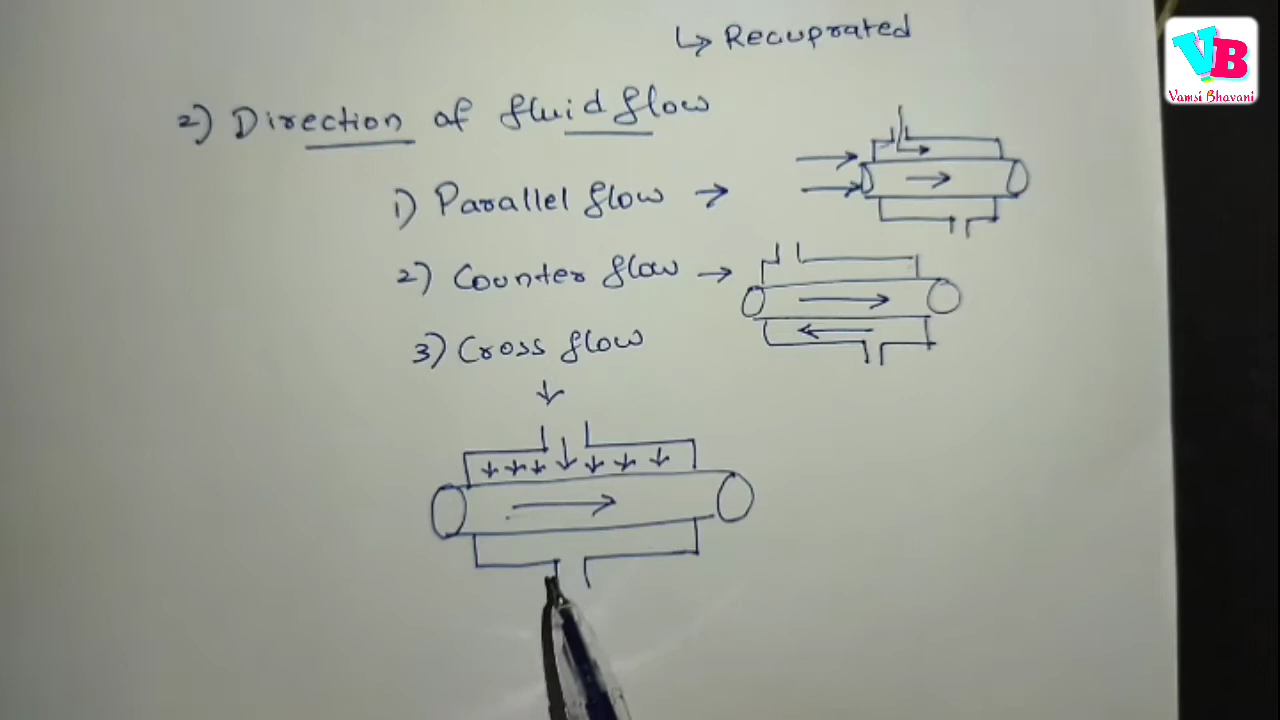 ↳ Recuprated
2) Direction of fluid flow
1) Parallel flow →
2) Counter flow →
3) Cross flow
VB
Vamsi Bhavani